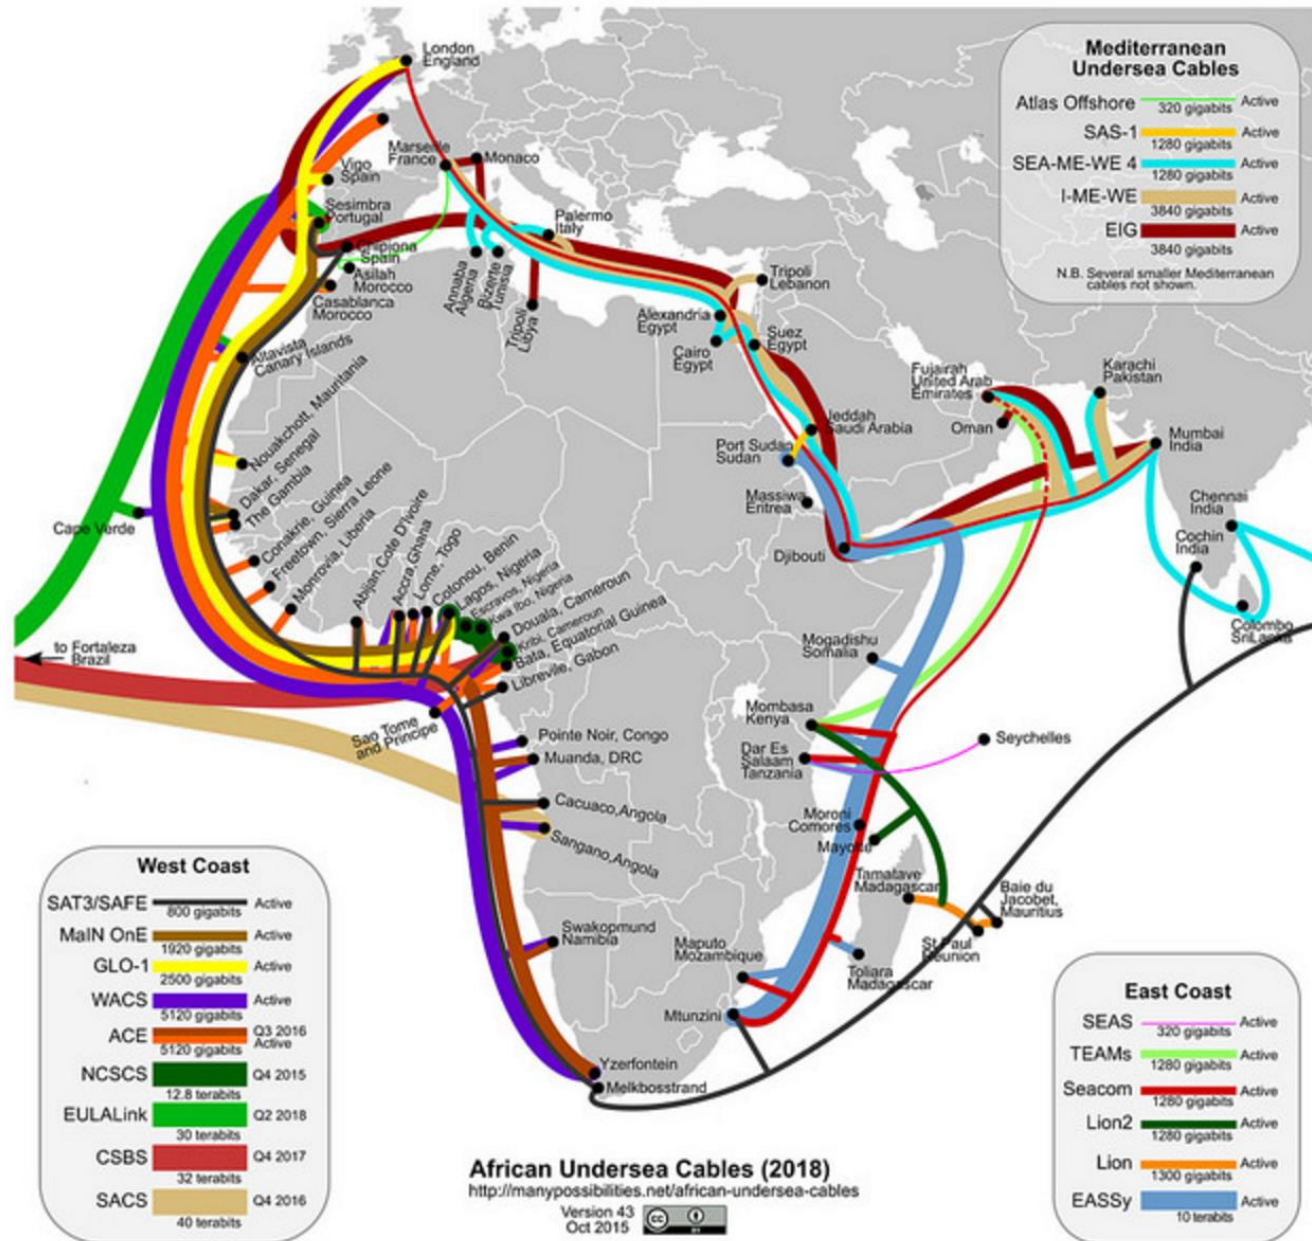 London
England
Vigo
Spain
Sesimbra
Portugal
Marseille
France
Monaco
Palermo
Italy
Chipiona
Spain
Asilah
Morocco
Casablanca
Morocco
Annaba
Algeria
Bizerte
Tunisia
Tripoli
Libya
Tripoli
Lebanon
Alexandria
Egypt
Cairo
Egypt
Suez
Egypt
Altavista
Canary Islands
Nouakchott, Mauritania
Dakar, Senegal
The Gambia
Conakrie, Guinea
Freetown, Sierra Leone
Monrovia, Liberia
Abijan,Cote D'Ivoire
Accra,Ghana
Lome, Togo
Cotonou, Benin
Lagos, Nigeria
Escravos, Nigeria
Kwa Ibo, Nigeria
Douala, Cameroun
Kribi, Cameroun
Bata, Equatorial Guinea
Libreville, Gabon
Cape Verde
to Fortaleza
Brazil
Sao Tome
and Principe
Pointe Noir, Congo
Muanda, DRC
Cacuaco,Angola
Sangano,Angola
Swakopmund
Namibia
Yzerfontein
Melkbosstrand
Jeddah
Saudi Arabia
Port Sudan
Sudan
Massiwa
Eritrea
Djibouti
Fujairah
United Arab
Emirates
Oman
Karachi
Pakistan
Mumbai
India
Chennai
India
Cochin
India
Colombo
SriLanka
Mogadishu
Somalia
Mombasa
Kenya
Dar Es
Salaam
Tanzania
Seychelles
Moroni
Comores
Mayotte
Tamatave
Madagascar
Baie du
Jacobet,
Mauritius
St Paul
Reunion
Toliara
Madagascar
Maputo
Mozambique
Mtunzini
Mediterranean
Undersea Cables
Atlas Offshore 320 gigabits Active
SAS-1 1280 gigabits Active
SEA-ME-WE 4 1280 gigabits Active
I-ME-WE 3840 gigabits Active
EIG 3840 gigabits Active
N.B. Several smaller Mediterranean
cables not shown.
West Coast
SAT3/SAFE 800 gigabits Active
MaIN OnE 1920 gigabits Active
GLO-1 2500 gigabits Active
WACS 5120 gigabits Active
ACE 5120 gigabits Q3 2016
Active
NCSCS 12.8 terabits Q4 2015
EULALink 30 terabits Q2 2018
CSBS 32 terabits Q4 2017
SACS 40 terabits Q4 2016
East Coast
SEAS 320 gigabits Active
TEAMs 1280 gigabits Active
Seacom 1280 gigabits Active
Lion2 1280 gigabits Active
Lion 1300 gigabits Active
EASSy 10 terabits Active
African Undersea Cables (2018)
http://manypossibilities.net/african-undersea-cables
Version 43
Oct 2015
cc
BY